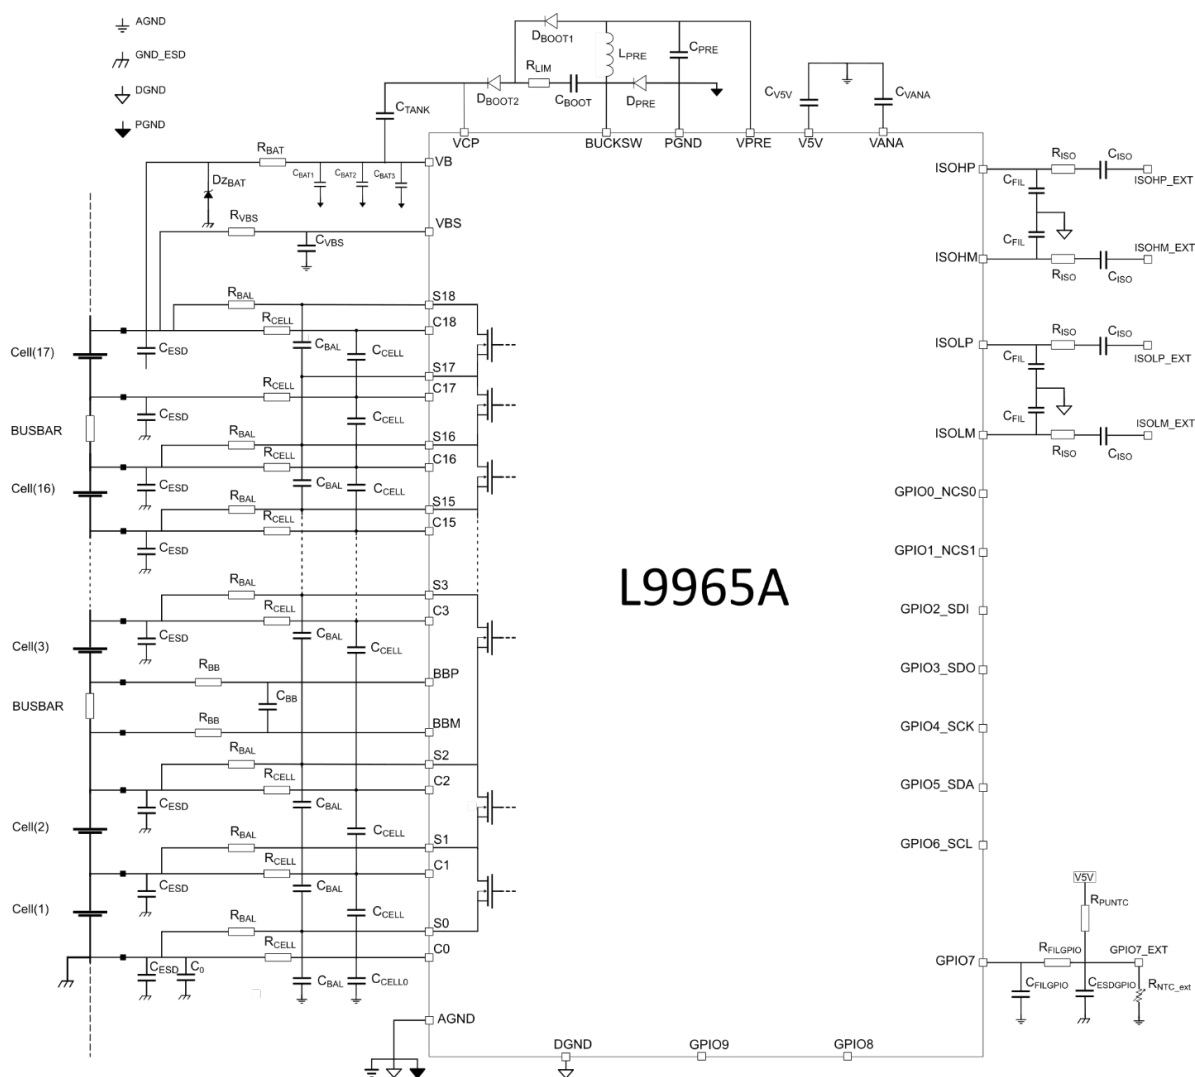 AGND
GND_ESD
DGND
PGND
DBOOT1
LPRE
CPRE
RLIM
CBOOT
DBOOT2
DPRE
CTANK
CV5V
CVANA
VCP
BUCKSW
PGND
VPRE
V5V
VANA
RBAT
CBAT1
CBAT2
CBAT3
VB
DzBAT
RVBS
CVBS
VBS
ISOHP
CFIL
RISO
CISO
ISOHP_EXT
CFIL
ISOHM
RISO
CISO
ISOHM_EXT
ISOLP
CFIL
RISO
CISO
ISOLP_EXT
CFIL
ISOLM
RISO
CISO
ISOLM_EXT
RBAL
S18
RCELL
C18
Cell(17)
CESD
CBAL
CCELL
S17
RCELL
C17
CESD
CCELL
BUSBAR
RBAL
S16
RCELL
C16
Cell(16)
CESD
CBAL
CCELL
RBAL
S15
RCELL
C15
CESD
RBAL
S3
RCELL
C3
Cell(3)
CESD
CBAL
CCELL
RBB
BBP
BUSBAR
CBB
RBB
BBM
RBAL
S2
RCELL
C2
CESD
CBAL
Cell(2)
CCELL
RBAL
S1
RCELL
C1
CESD
CBAL
Cell(1)
CCELL
RBAL
S0
RCELL
C0
CESD
C0
CBAL
CCELL0
AGND
L9965A
GPIO0_NCS0
GPIO1_NCS1
GPIO2_SDI
GPIO3_SDO
GPIO4_SCK
GPIO5_SDA
GPIO6_SCL
V5V
RPUNTC
GPIO7
RFILGPIO
GPIO7_EXT
CFILGPIO
CESDGPIO
RNTC_ext
DGND
GPIO9
GPIO8